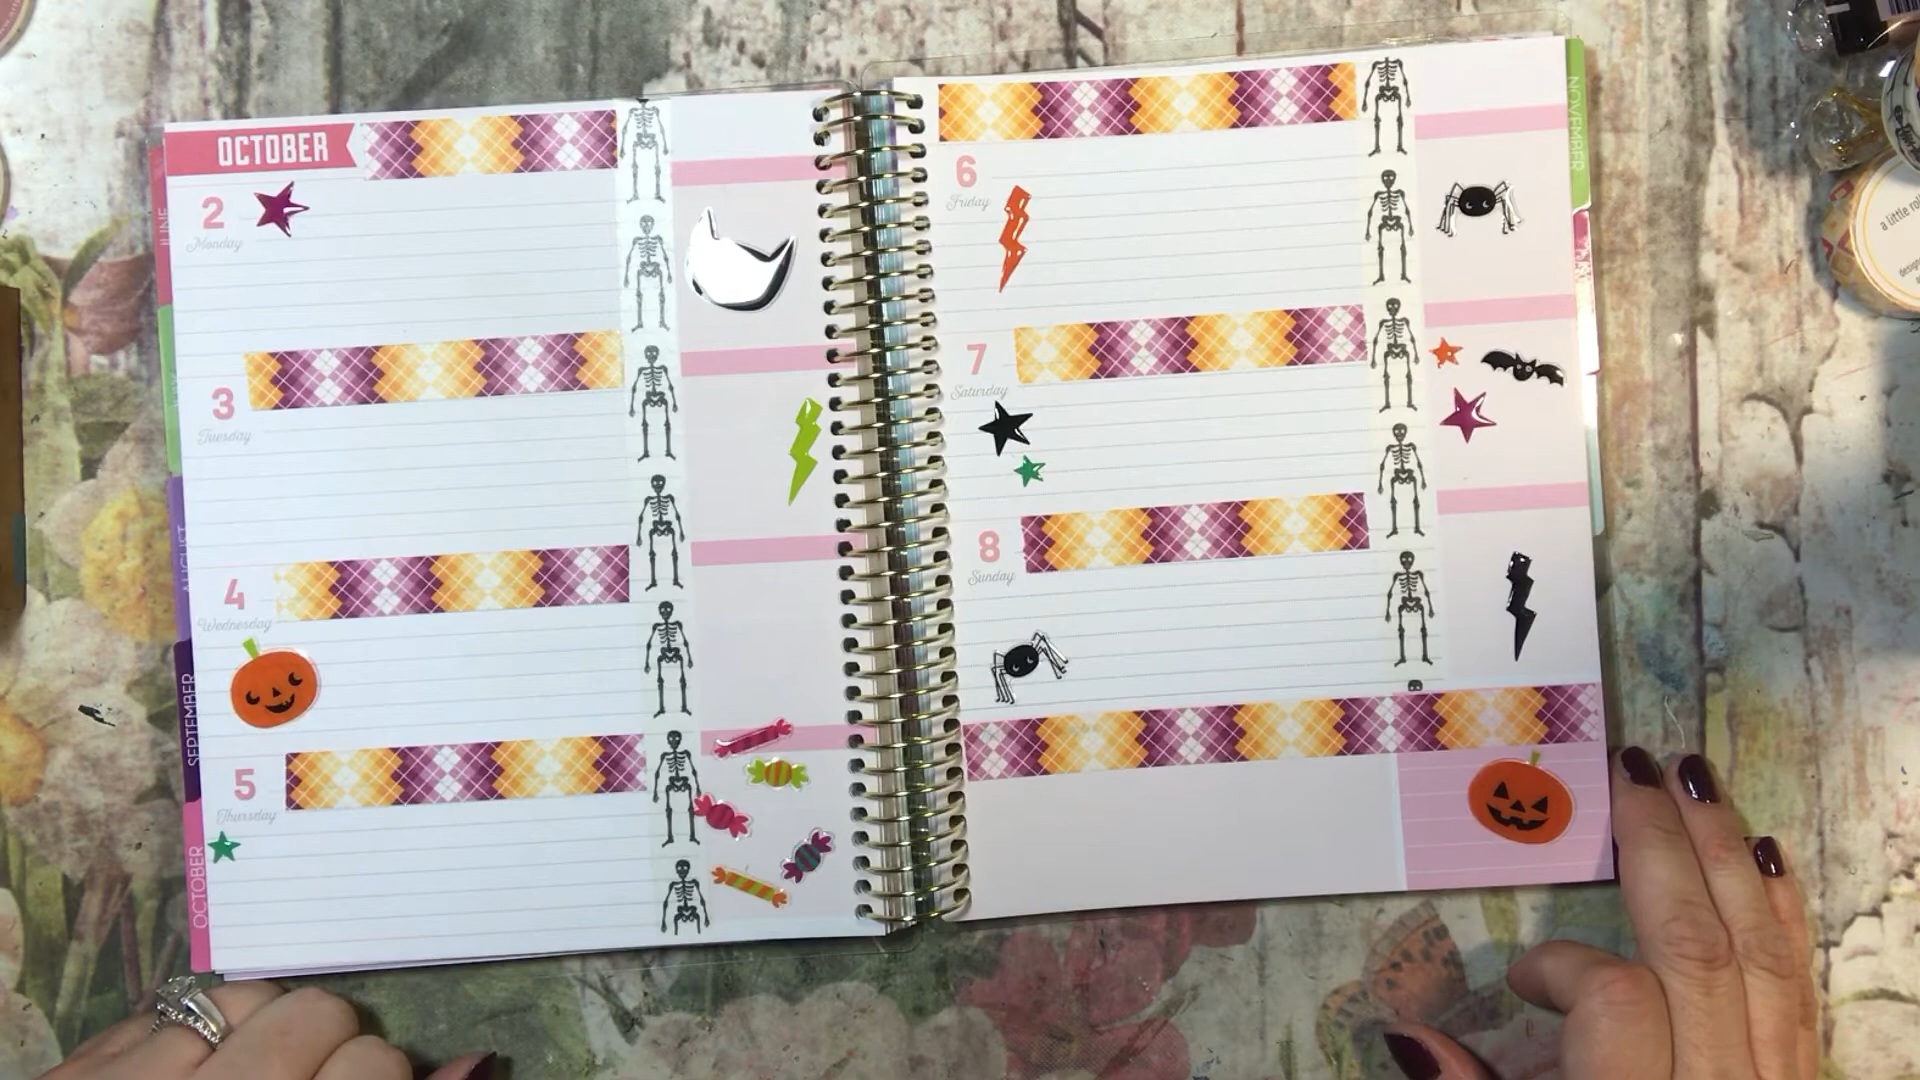 OCTOBER
2
Monday
3
Tuesday
4
Wednesday
5
Thursday
6
Friday
7
Saturday
8
Sunday
JUNE
AUGUST
SEPTEMBER
OCTOBER
NOVEMBER
a little